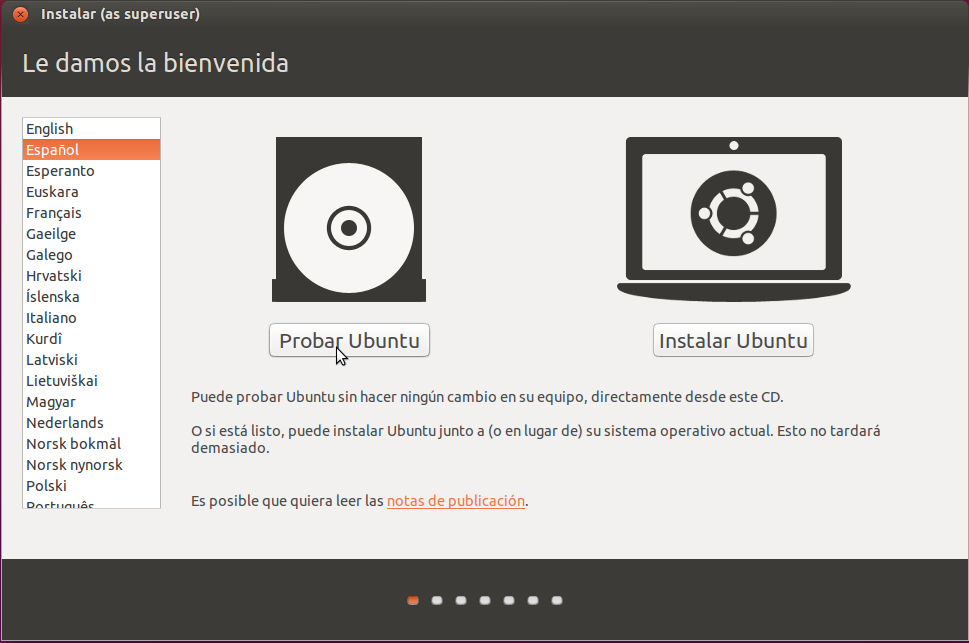 Instalar (as superuser)
Le damos la bienvenida
English
Español
Esperanto
Euskara
Français
Gaeilge
Galego
Hrvatski
Íslenska
Italiano
Kurdî
Latviski
Lietuviškai
Magyar
Nederlands
Norsk bokmål
Norsk nynorsk
Polski
Português
Probar Ubuntu
Instalar Ubuntu
Puede probar Ubuntu sin hacer ningún cambio en su equipo, directamente desde este CD.
O si está listo, puede instalar Ubuntu junto a (o en lugar de) su sistema operativo actual. Esto no tardará
demasiado.
Es posible que quiera leer las notas de publicación.